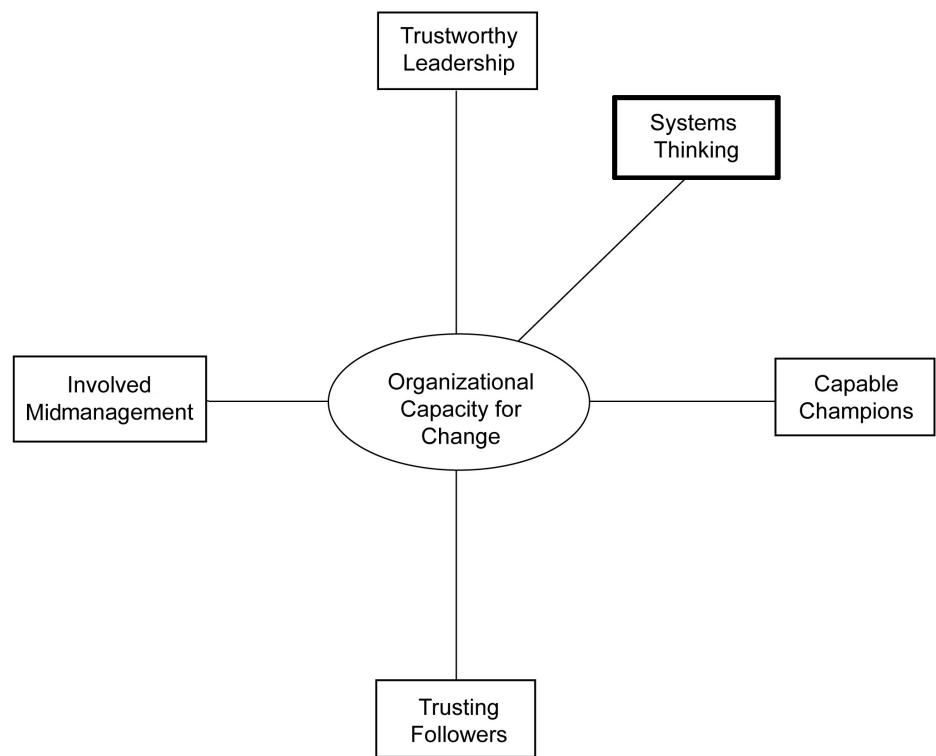 Trustworthy
Leadership
Systems
Thinking
Involved
Midmanagement
Organizational
Capacity for
Change
Capable
Champions
Trusting
Followers